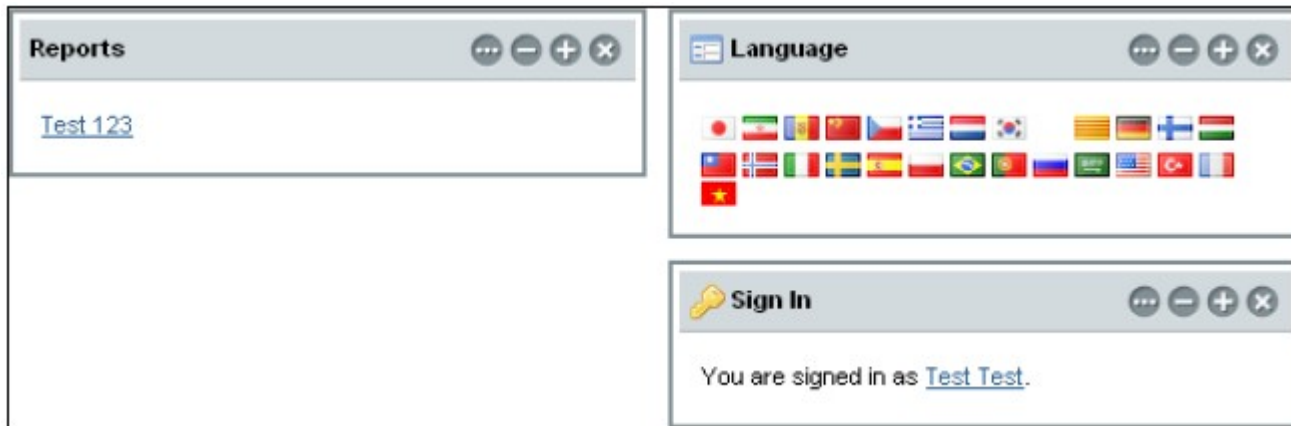 Reports
Test 123
Language
Sign In
You are signed in as Test Test.